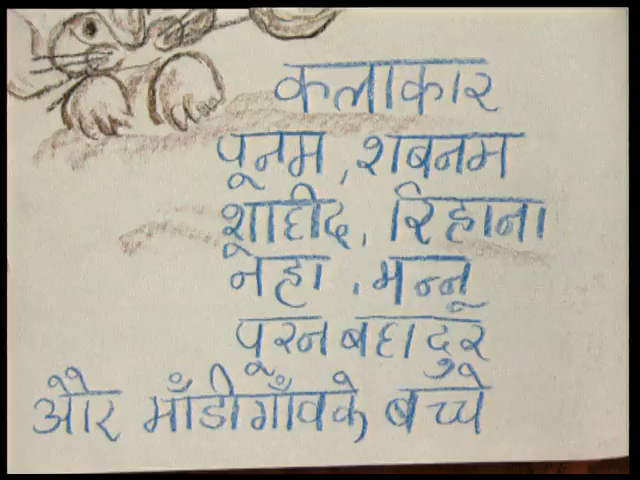 कलाकार
पूनम, शबनम
शाहीद, रिहाना
नेहा, मन्नू
पूरन बहादुर
और माँडी गाँव के बच्चे